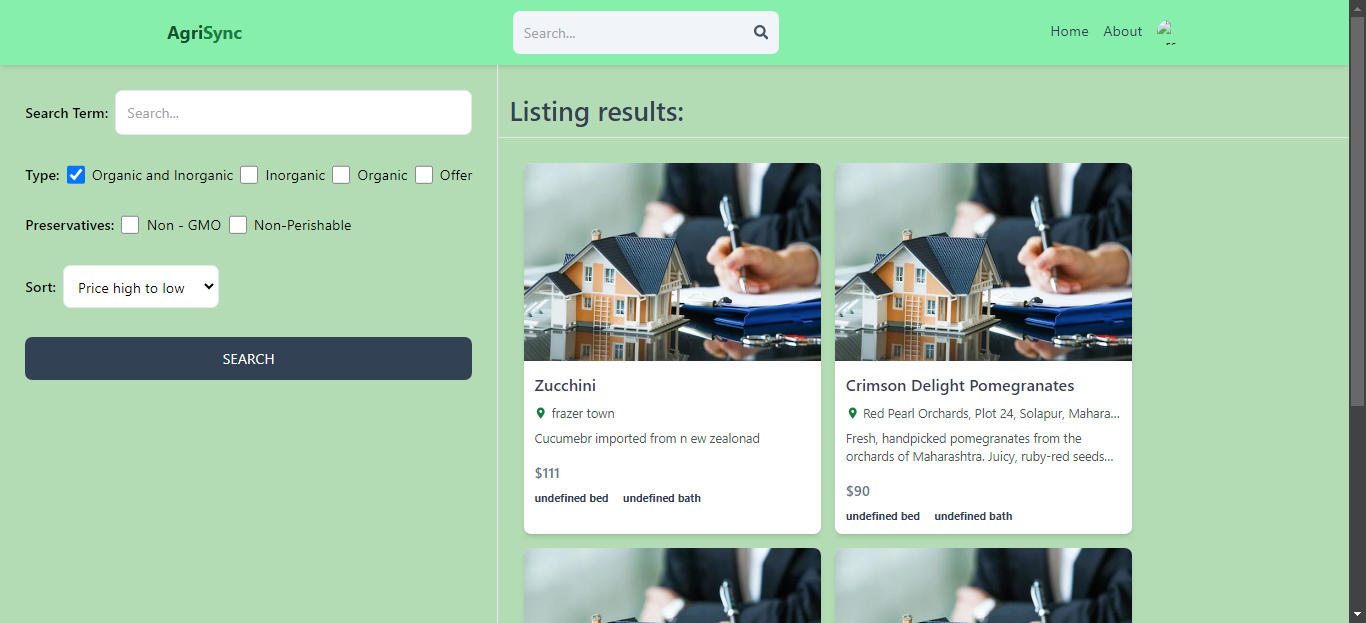 AgriSync
Search...
Home
About
Search Term:
Search...
Type:
Organic and Inorganic
Inorganic
Organic
Offer
Preservatives:
Non - GMO
Non-Perishable
Sort:
Price high to low
SEARCH
Listing results:
Zucchini
frazer town
Cucumebr imported from n ew zealonad
$111
undefined bed
undefined bath
Crimson Delight Pomegranates
Red Pearl Orchards, Plot 24, Solapur, Mahara...
Fresh, handpicked pomegranates from the
orchards of Maharashtra. Juicy, ruby-red seeds...
$90
undefined bed
undefined bath